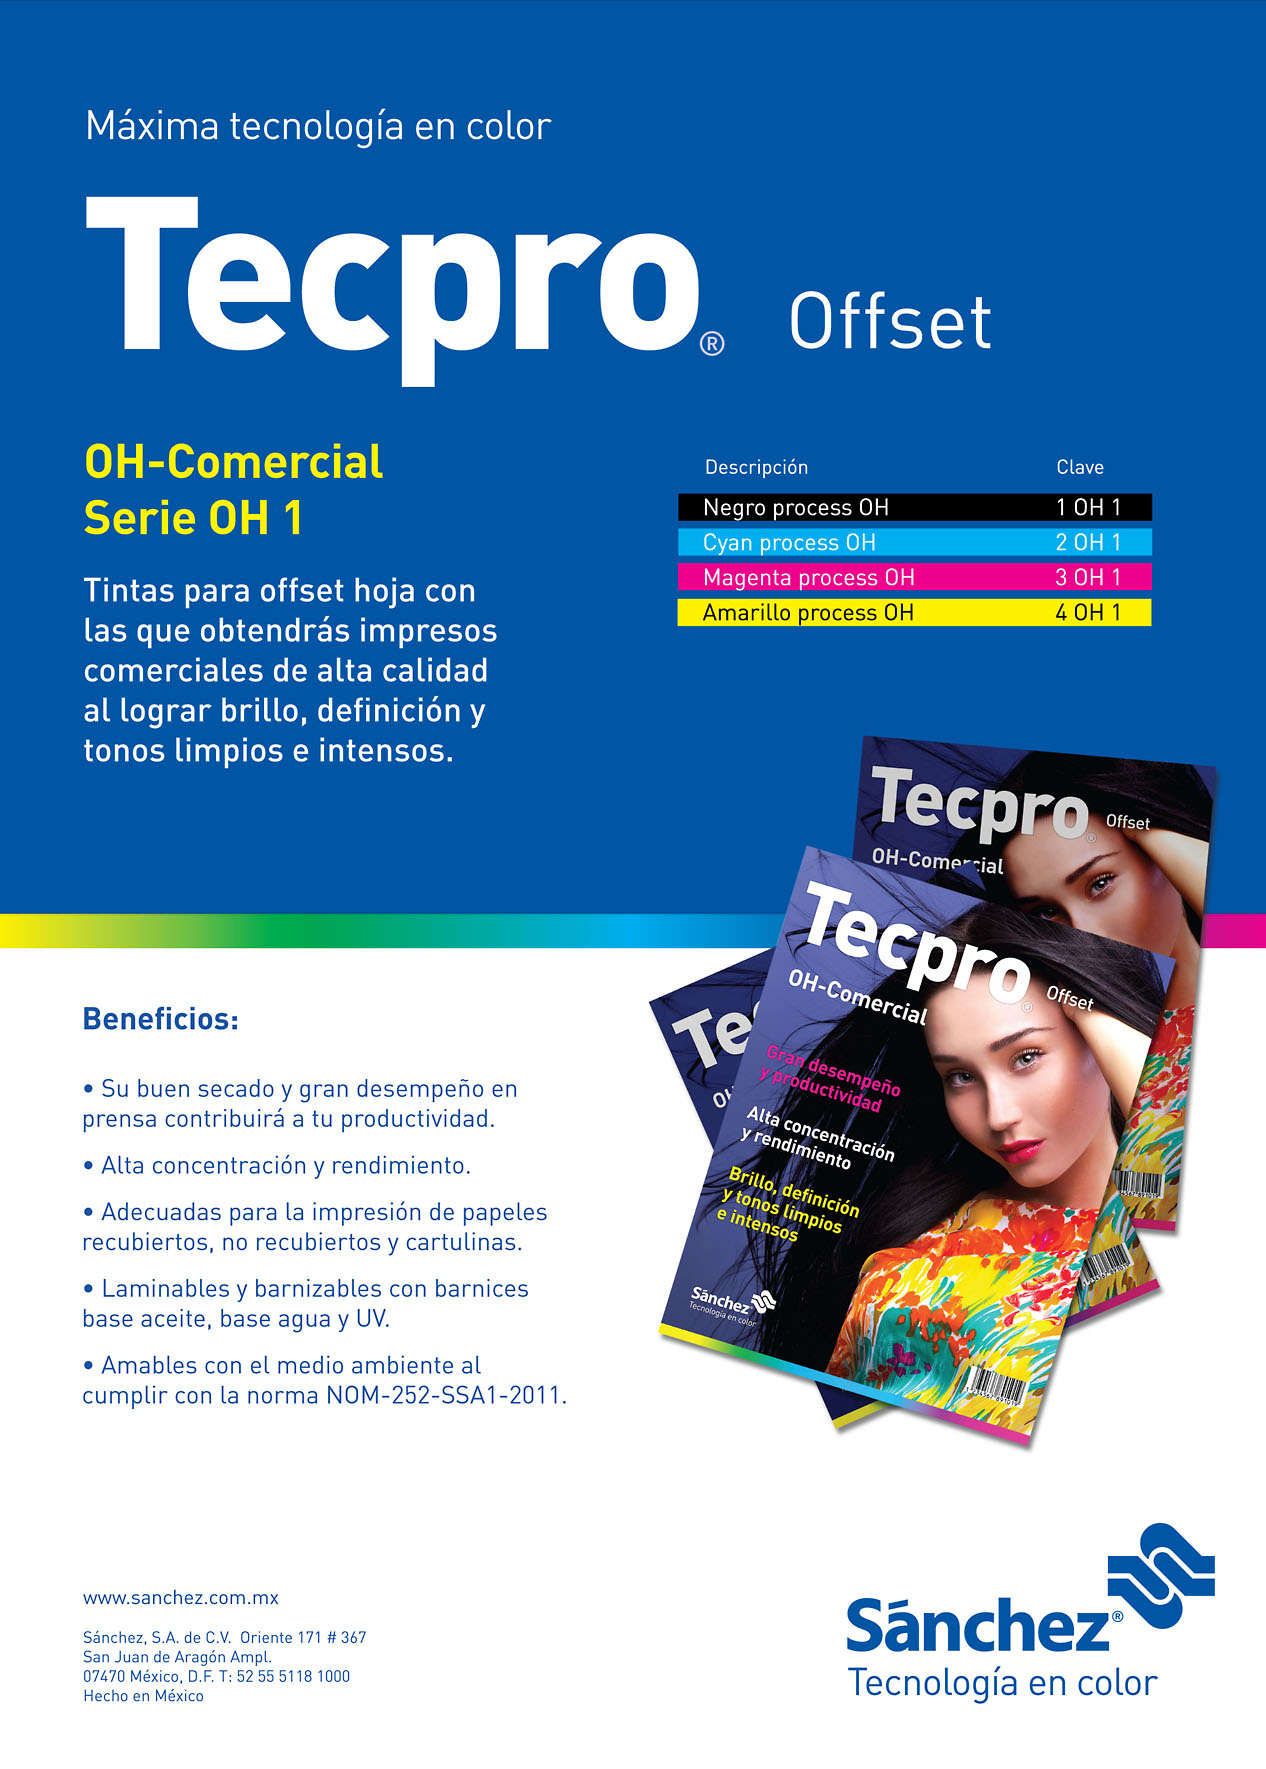 Máxima tecnología en color
Tecpro® Offset
OH-Comercial
Serie OH 1
Tintas para offset hoja con
las que obtendrás impresos
comerciales de alta calidad
al lograr brillo, definición y
tonos limpios e intensos.
Descripción Clave
Negro process OH 1 OH 1
Cyan process OH 2 OH 1
Magenta process OH 3 OH 1
Amarillo process OH 4 OH 1
Tecpro® Offset
OH-Comercial
Tecpro® Offset
OH-Comercial
Gran desempeño
y productividad
Alta concentración
y rendimiento
Brillo, definición
y tonos limpios
e intensos
Sánchez
Tecnología en color
Beneficios:
• Su buen secado y gran desempeño en
prensa contribuirá a tu productividad.
• Alta concentración y rendimiento.
• Adecuadas para la impresión de papeles
recubiertos, no recubiertos y cartulinas.
• Laminables y barnizables con barnices
base aceite, base agua y UV.
• Amables con el medio ambiente al
cumplir con la norma NOM-252-SSA1-2011.
www.sanchez.com.mx
Sánchez, S.A. de C.V. Oriente 171 # 367
San Juan de Aragón Ampl.
07470 México, D.F. T: 52 55 5118 1000
Hecho en México
Sánchez®
Tecnología en color